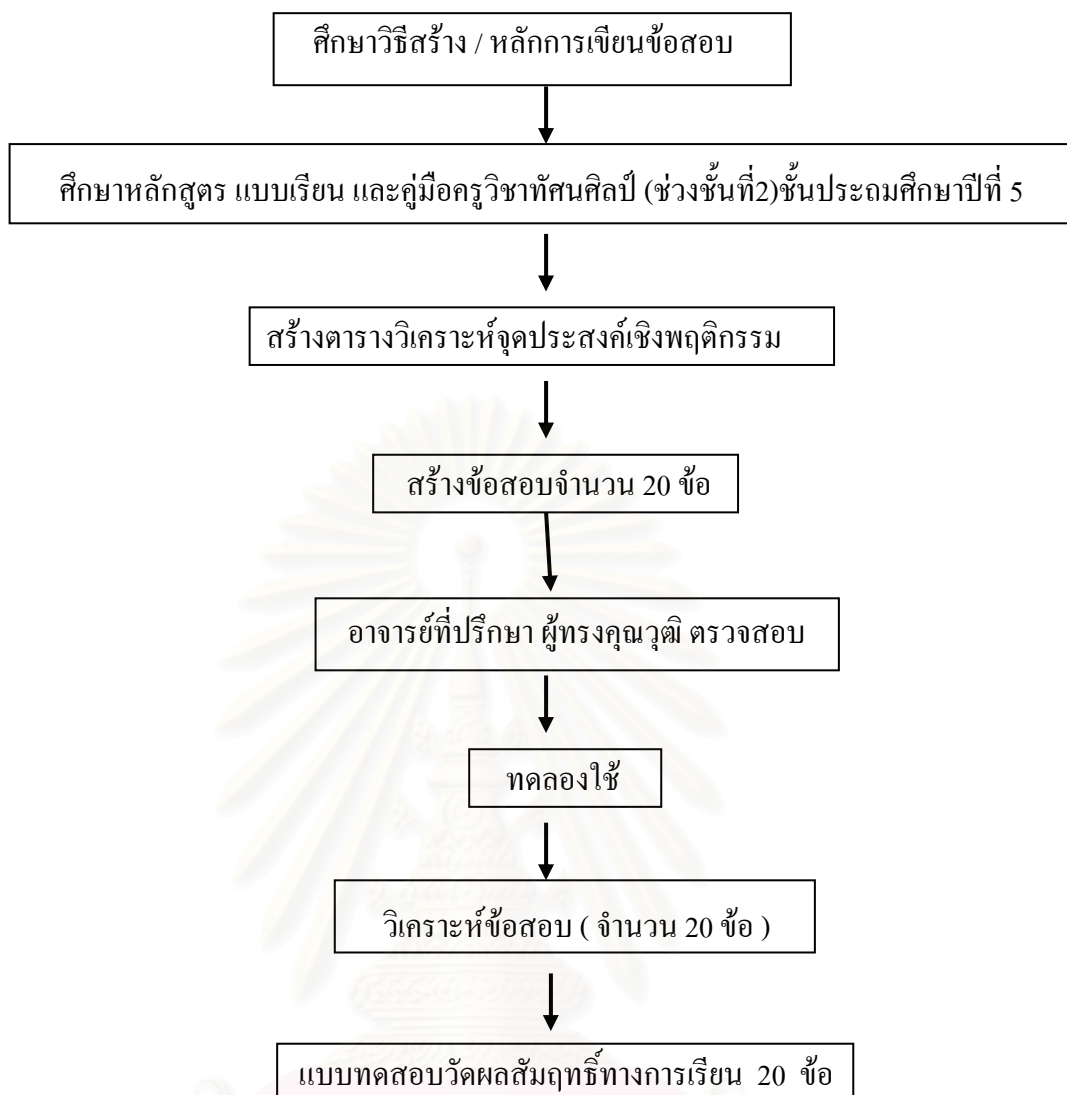 ศึกษาวิธีสร้าง / หลักการเขียนข้อสอบ
ศึกษาหลักสูตร แบบเรียน และคู่มือครูวิชาทัศนศิลป์ (ช่วงชั้นที่2)ชั้นประถมศึกษาปีที่ 5
สร้างตารางวิเคราะห์จุดประสงค์เชิงพฤติกรรม
สร้างข้อสอบจำนวน 20 ข้อ
อาจารย์ที่ปรึกษา ผู้ทรงคุณวุฒิ ตรวจสอบ
ทดลองใช้
วิเคราะห์ข้อสอบ ( จำนวน 20 ข้อ )
แบบทดสอบวัดผลสัมฤทธิ์ทางการเรียน 20 ข้อ